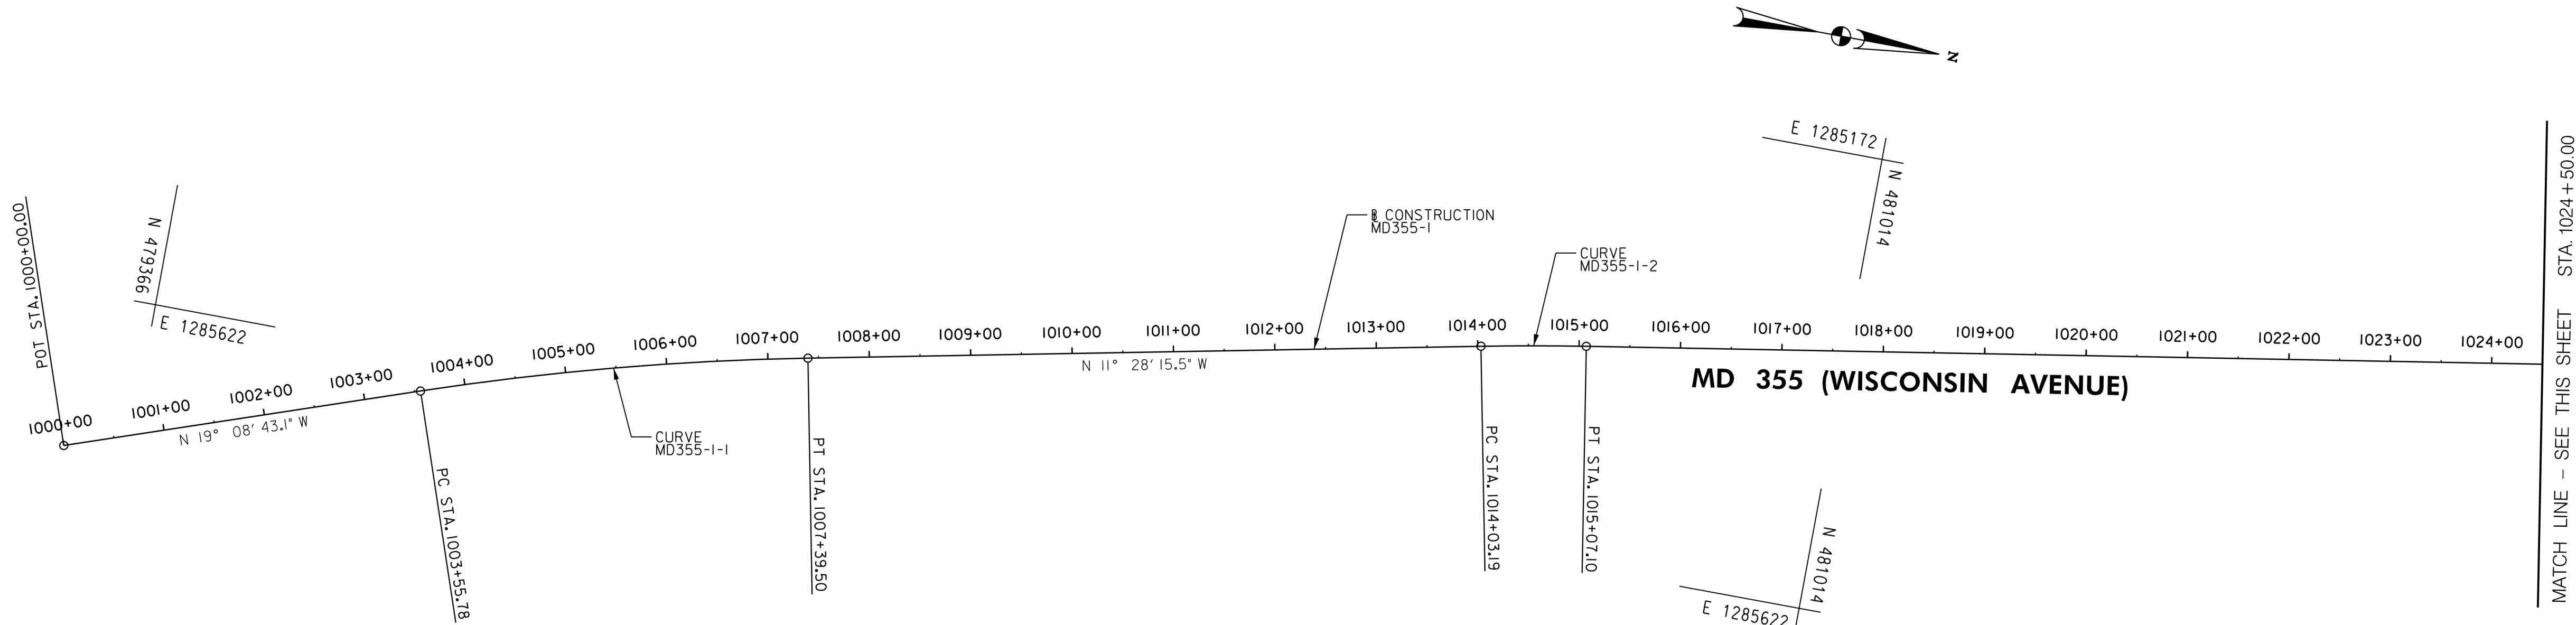 N
E 1285172
N 481014
POT STA. 1000+00.00
N 479366
E 1285622
℄ CONSTRUCTION
MD355-1
CURVE
MD355-1-2
1000+00
1001+00
1002+00
1003+00
1004+00
1005+00
1006+00
1007+00
1008+00
1009+00
1010+00
1011+00
1012+00
1013+00
1014+00
1015+00
1016+00
1017+00
1018+00
1019+00
1020+00
1021+00
1022+00
1023+00
1024+00
N 19° 08' 43.1" W
N 11° 28' 15.5" W
MD 355 (WISCONSIN AVENUE)
CURVE
MD355-1-1
PC STA. 1003+55.78
PT STA. 1007+39.50
PC STA. 1014+03.19
PT STA. 1015+07.10
N 481014
E 1285622
MATCH LINE - SEE THIS SHEET STA. 1024+50.00